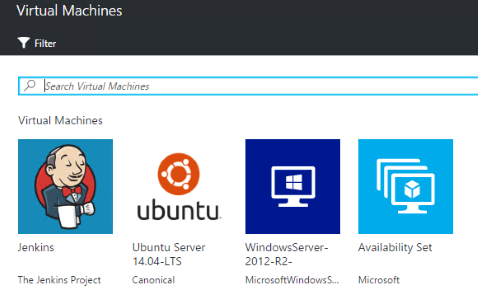 Virtual Machines
Filter
Search Virtual Machines
Virtual Machines
ubuntu
Jenkins
Ubuntu Server
14.04-LTS
WindowsServer-
2012-R2-
Availability Set
The Jenkins Project
Canonical
MicrosoftWindowsS...
Microsoft